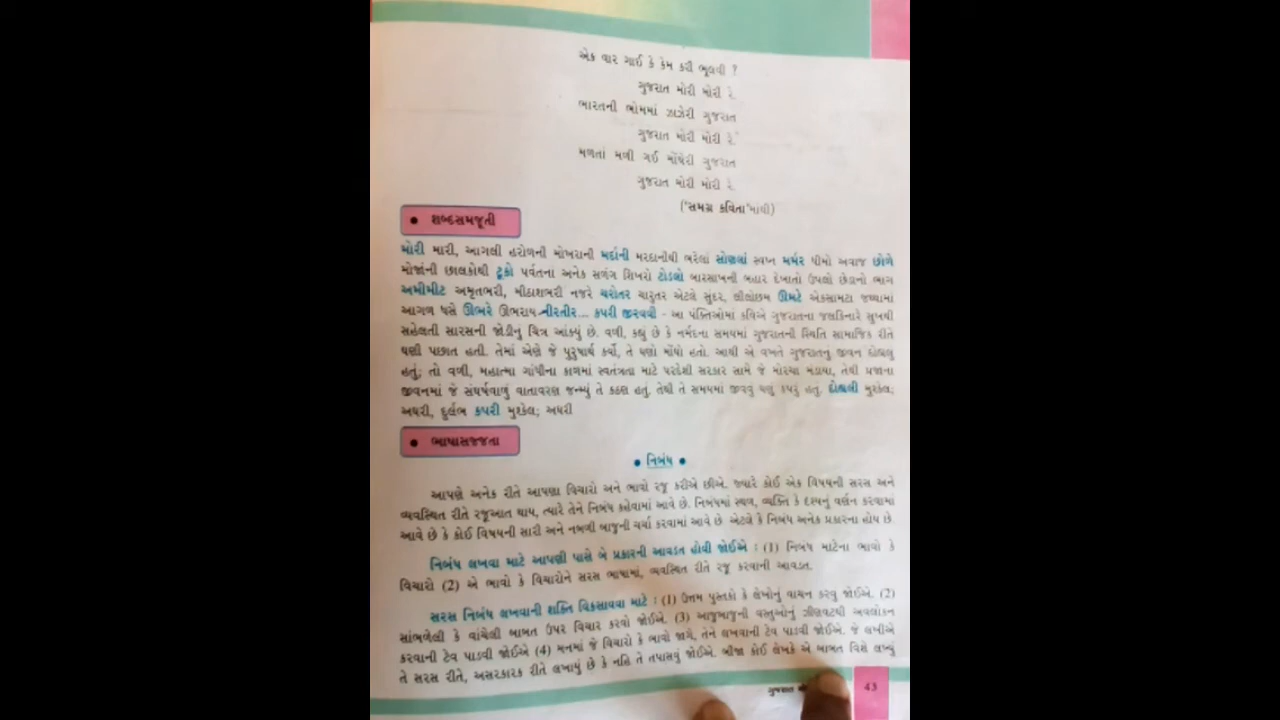 એક વાર ગાઈ કે કેમ કરી ભૂલવી ?
ગુજરાત મોરી મોરી રે.
ભારતની ભોમમાં ઝાઝેરી ગુજરાત
ગુજરાત મોરી મોરી રે.
મળતાં મળી ગઈ મોંઘેરી ગુજરાત
ગુજરાત મોરી મોરી રે.
('સમગ્ર કવિતા'માંથી)
● શબ્દસમજૂતી
મોરી મારી, આગલી હરોળની મોખરાની મર્દાની મરદાનીથી ભરેલાં સોણલાં સ્વપ્ન મર્મર ધીમો અવાજ છોળે
મોજાંની છાલકોથી ટૂકો પર્વતના અનેક સળંગ શિખરો ટોડલો બારસાખની બહાર દેખાતો ઉપલો છેડાનો ભાગ
અમીમીટ અમૃતભરી, મીઠાશભરી નજરે ચરોતર ચારુતર એટલે સુંદર, લીલોછમ ઊમટે એકસામટા જથ્થામાં
આગળ ધસે ઊભરે ઊભરાય નીરતીર... કપરી જીરવવી - આ પંક્તિઓમાં કવિએ ગુજરાતના જલકિનારે સુખથી
સહેલતી સારસની જોડીનુ ચિત્ર આંક્યું છે. વળી, કહ્યુ છે કે નર્મદના સમયમાં ગુજરાતની સ્થિતિ સામાજિક રીતે
ઘણી પછાત હતી. તેમાં એણે જે પુરુષાર્થ કર્યો, તે ઘણો મોંઘો હતો. આથી એ વખતે ગુજરાતનુ જીવન દોહ્યલુ
હતું; તો વળી, મહાત્મા ગાંધીના કાળમાં સ્વતંત્રતા માટે પરદેશી સરકાર સામે જે મોરચા મંડાયા, તેથી પ્રજાના
જીવનમાં જે સંઘર્ષવાળું વાતાવરણ જન્મ્યું તે કઠણ હતું. તેથી તે સમયમાં જીરવવું ઘણું કપરું હતું. દોહ્યલી મુશ્કેલ;
અઘરી, દુર્લભ કપરી મુશ્કેલ; અઘરી
● ભાષાસજ્જતા
● નિબંધ ●
આપણે અનેક રીતે આપણા વિચારો અને ભાવો રજૂ કરીએ છીએ. જ્યારે કોઈ એક વિષયની સરસ અને
વ્યવસ્થિત રીતે રજૂઆત થાય, ત્યારે તેને નિબંધ કહેવામાં આવે છે. નિબંધમાં સ્થળ, વ્યક્તિ કે દશ્યનું વર્ણન કરવામાં
આવે છે કે કોઈ વિષયની સારી અને નબળી બાજુની ચર્ચા કરવામાં આવે છે. એટલે કે નિબંધ અનેક પ્રકારના હોય છે.
નિબંધ લખવા માટે આપણી પાસે બે પ્રકારની આવડત હોવી જોઈએ : (1) નિબંધ માટેના ભાવો કે
વિચારો (2) એ ભાવો કે વિચારોને સરસ ભાષામાં, વ્યવસ્થિત રીતે રજૂ કરવાની આવડત.
સરસ નિબંધ લખવાની શક્તિ વિકસાવવા માટે : (1) ઉત્તમ પુસ્તકો કે લેખોનું વાચન કરવુ જોઈએ. (2)
સાંભળેલી કે વાંચેલી બાબત ઉપર વિચાર કરવો જોઈએ. (3) આજુબાજુની વસ્તુઓનું ઝીણવટથી અવલોકન
કરવાની ટેવ પાડવી જોઈએ (4) મનમાં જે વિચારો કે ભાવો જાગે, તેને લખવાની ટેવ પાડવી જોઈએ. જે લખીએ
તે સરસ રીતે, અસરકારક રીતે લખાયું છે કે નહિ તે તપાસવું જોઈએ. બીજા કોઈ લેખકે એ બાબત વિશે લખ્યું
ગુજરાત
43